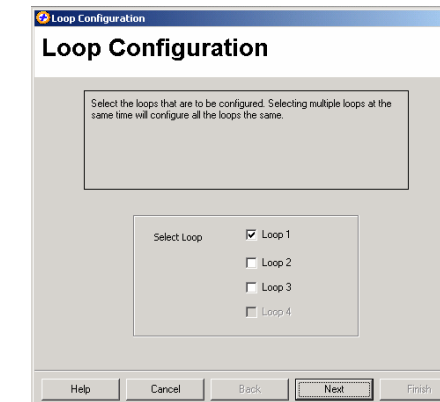 Loop Configuration
Loop Configuration
Select the loops that are to be configured. Selecting multiple loops at the
same time will configure all the loops the same.
Select Loop
Loop 1
Loop 2
Loop 3
Loop 4
Help Cancel Back Next Finish